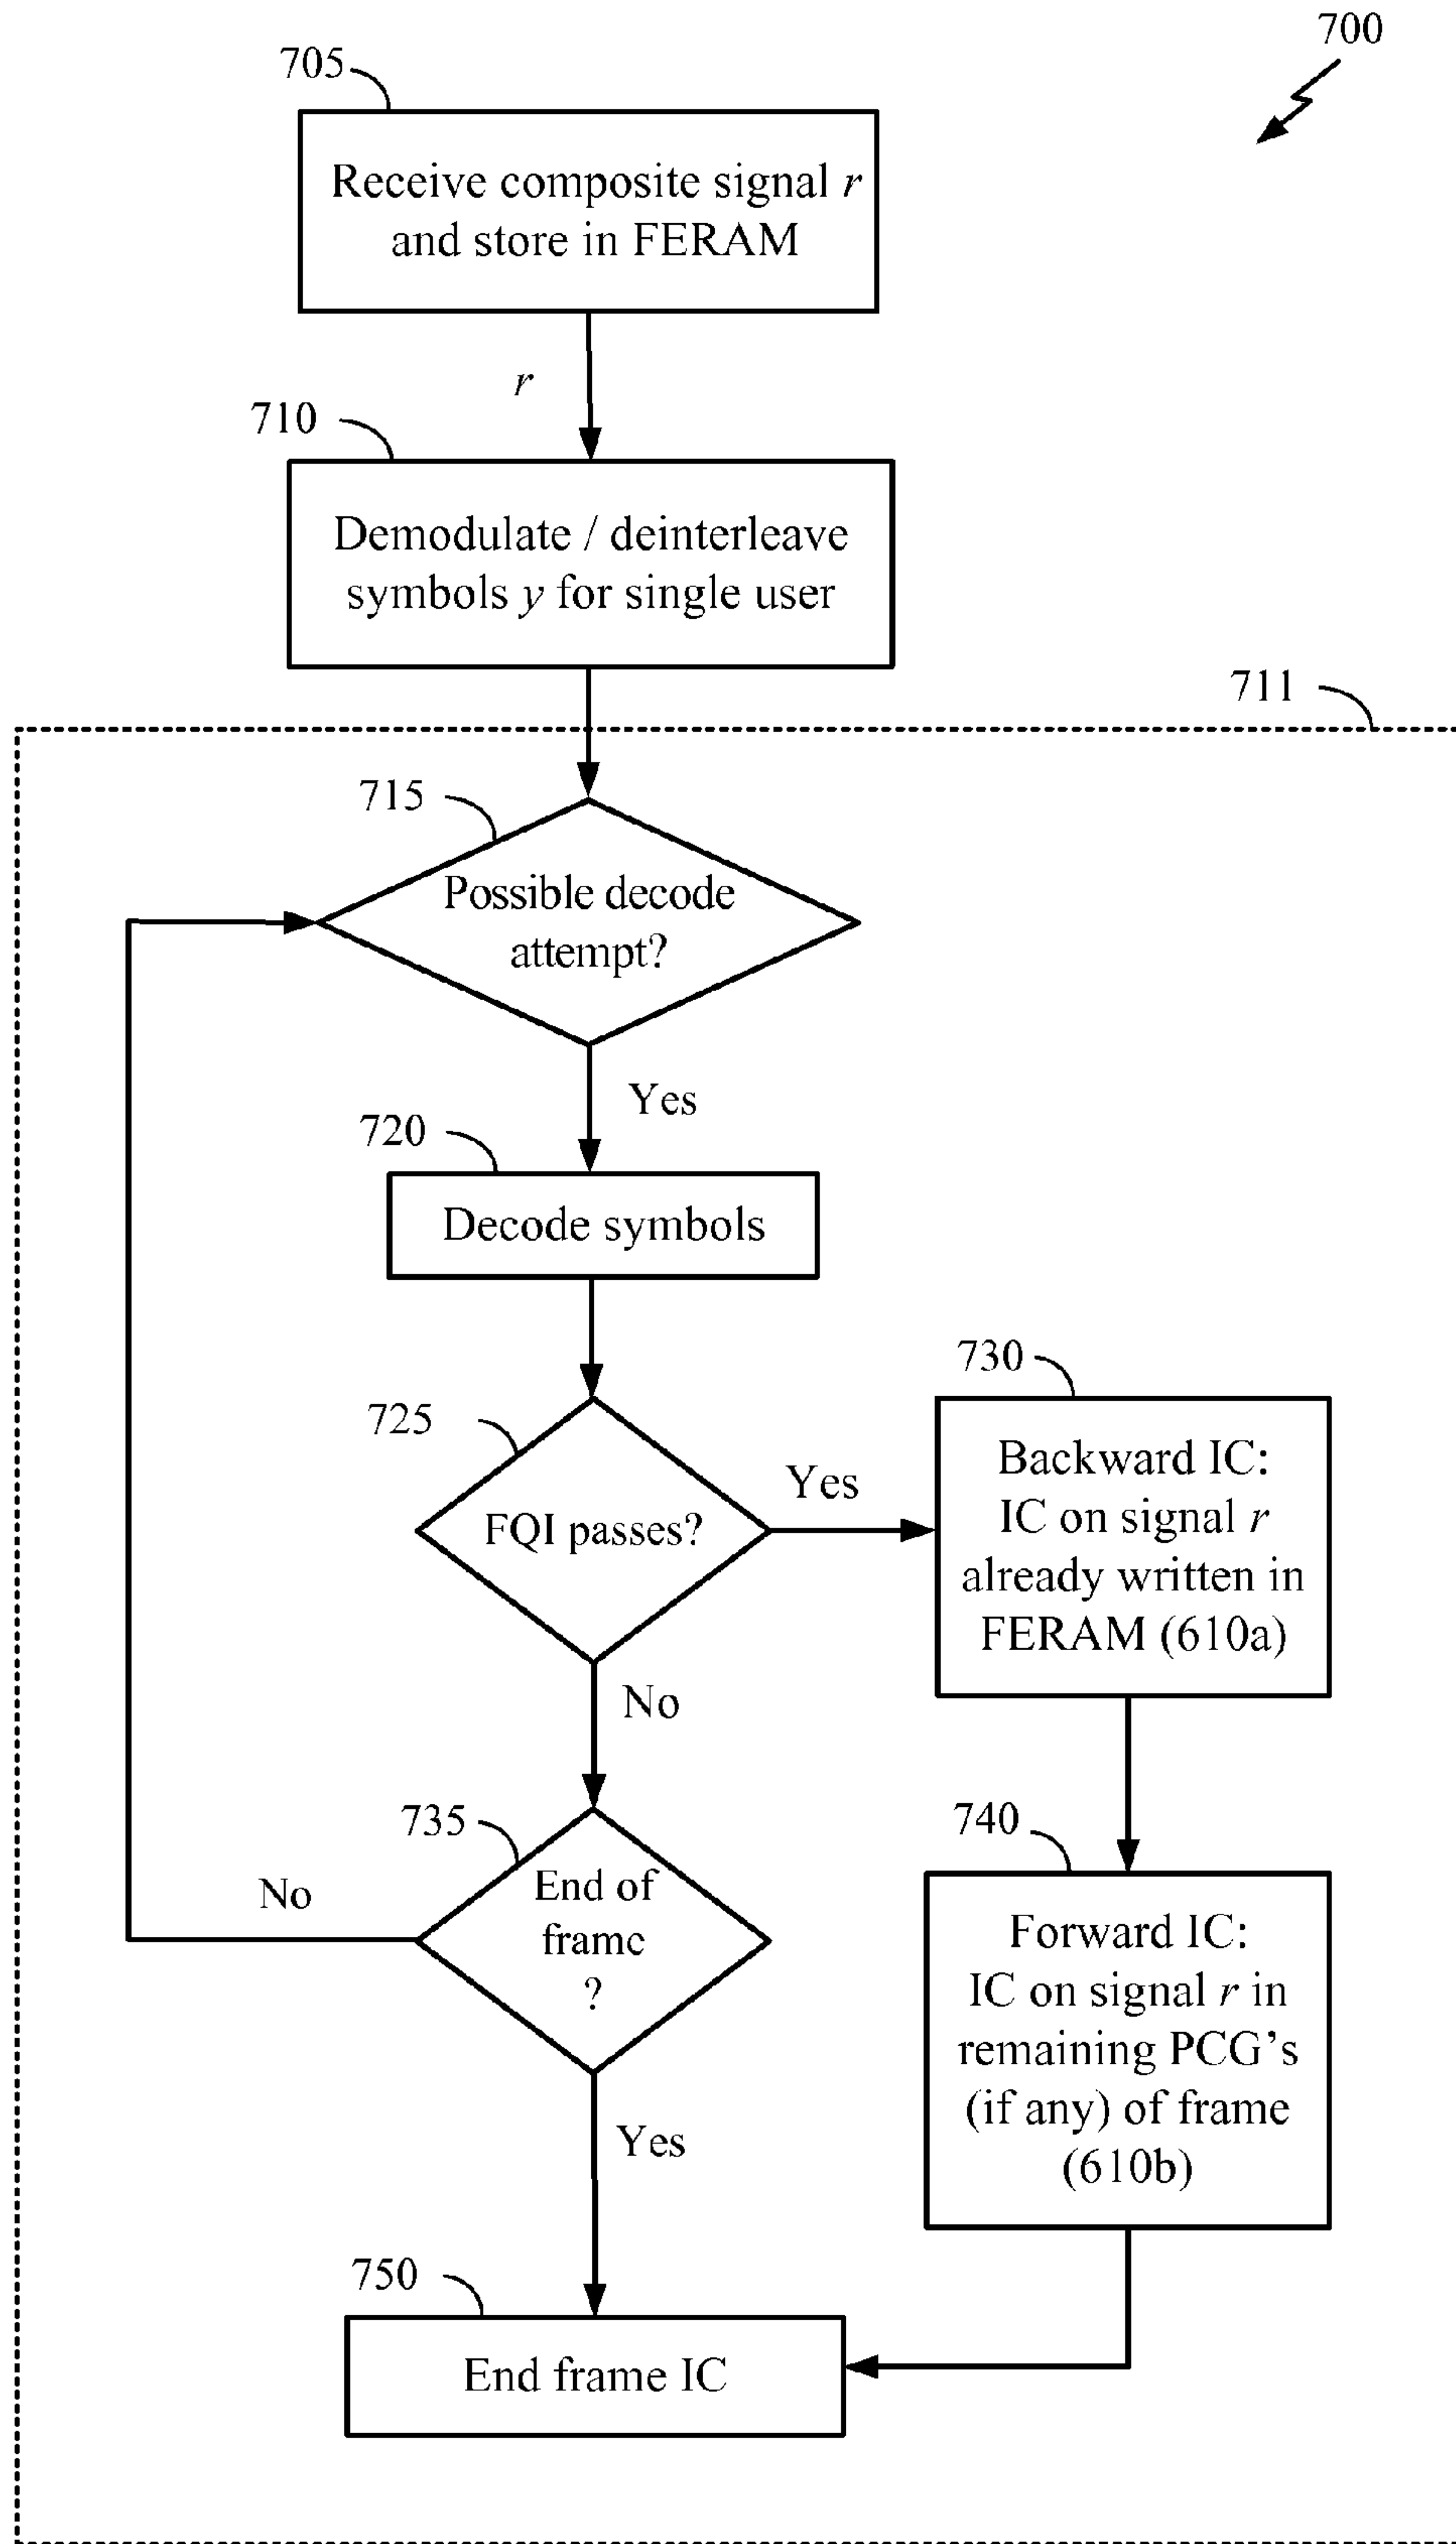 700
705
Receive composite signal r
and store in FERAM
r
710
Demodulate / deinterleave
symbols y for single user
711
715
Possible decode
attempt?
Yes
720
Decode symbols
725
FQI passes?
Yes
730
Backward IC:
IC on signal r
already written in
FERAM (610a)
No
735
End of
frame
?
No
740
Forward IC:
IC on signal r in
remaining PCG’s
(if any) of frame
(610b)
Yes
750
End frame IC